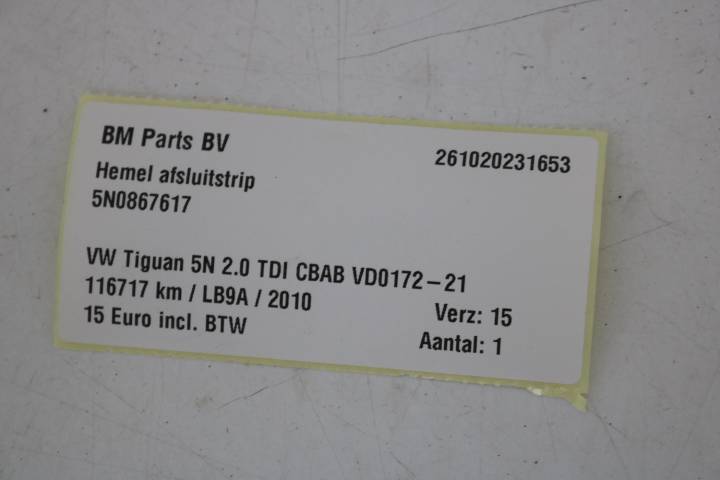 BM Parts BV
261020231653
Hemel afsluitstrip
5N0867617
VW Tiguan 5N 2.0 TDI CBAB VD0172-21
116717 km / LB9A / 2010
Verz: 15
15 Euro incl. BTW
Aantal: 1